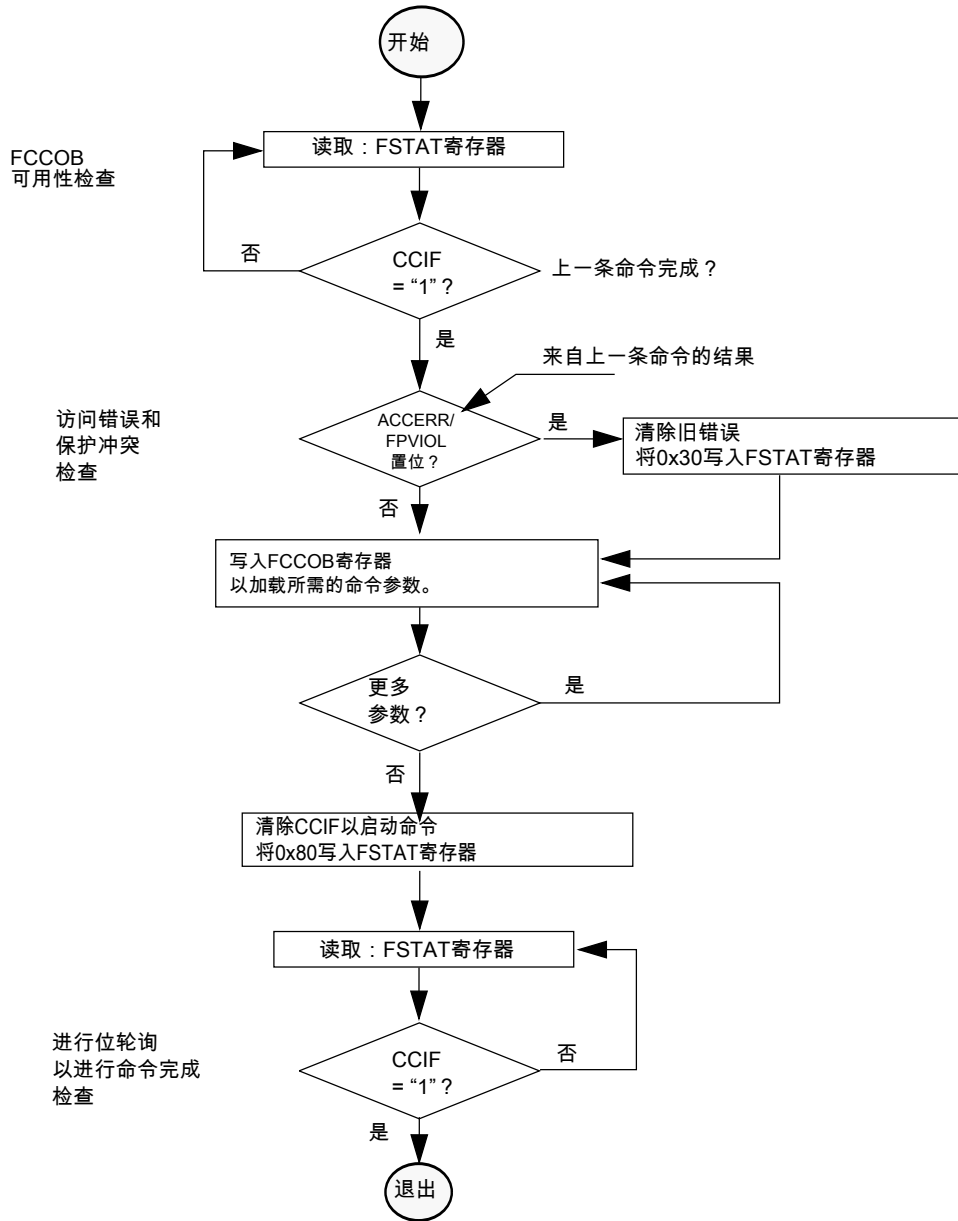 开始
读取：FSTAT寄存器
FCCOB
可用性检查
否
CCIF
= “1”？
上一条命令完成？
是
来自上一条命令的结果
访问错误和
保护冲突
检查
ACCERR/
FPVIOL
置位？
是
清除旧错误
将0x30写入FSTAT寄存器
否
写入FCCOB寄存器
以加载所需的命令参数。
更多
参数？
是
否
清除CCIF以启动命令
将0x80写入FSTAT寄存器
读取：FSTAT寄存器
进行位轮询
以进行命令完成
检查
CCIF
= “1”？
否
是
退出